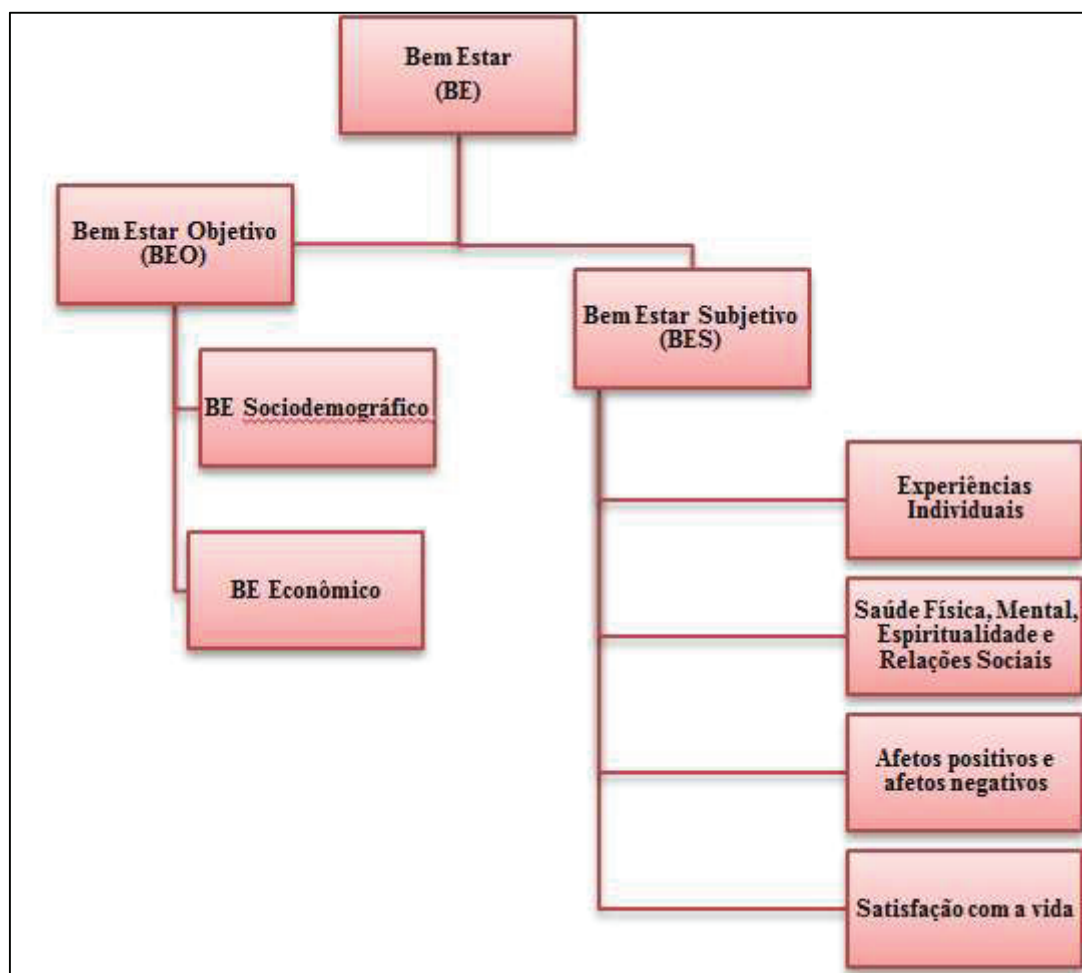 Bem Estar
(BE)
Bem Estar Objetivo
(BEO)
Bem Estar Subjetivo
(BES)
BE Sociodemográfico
BE Econômico
Experiências
Individuais
Saúde Física, Mental,
Espiritualidade e
Relações Sociais
Afetos positivos e
afetos negativos
Satisfação com a vida